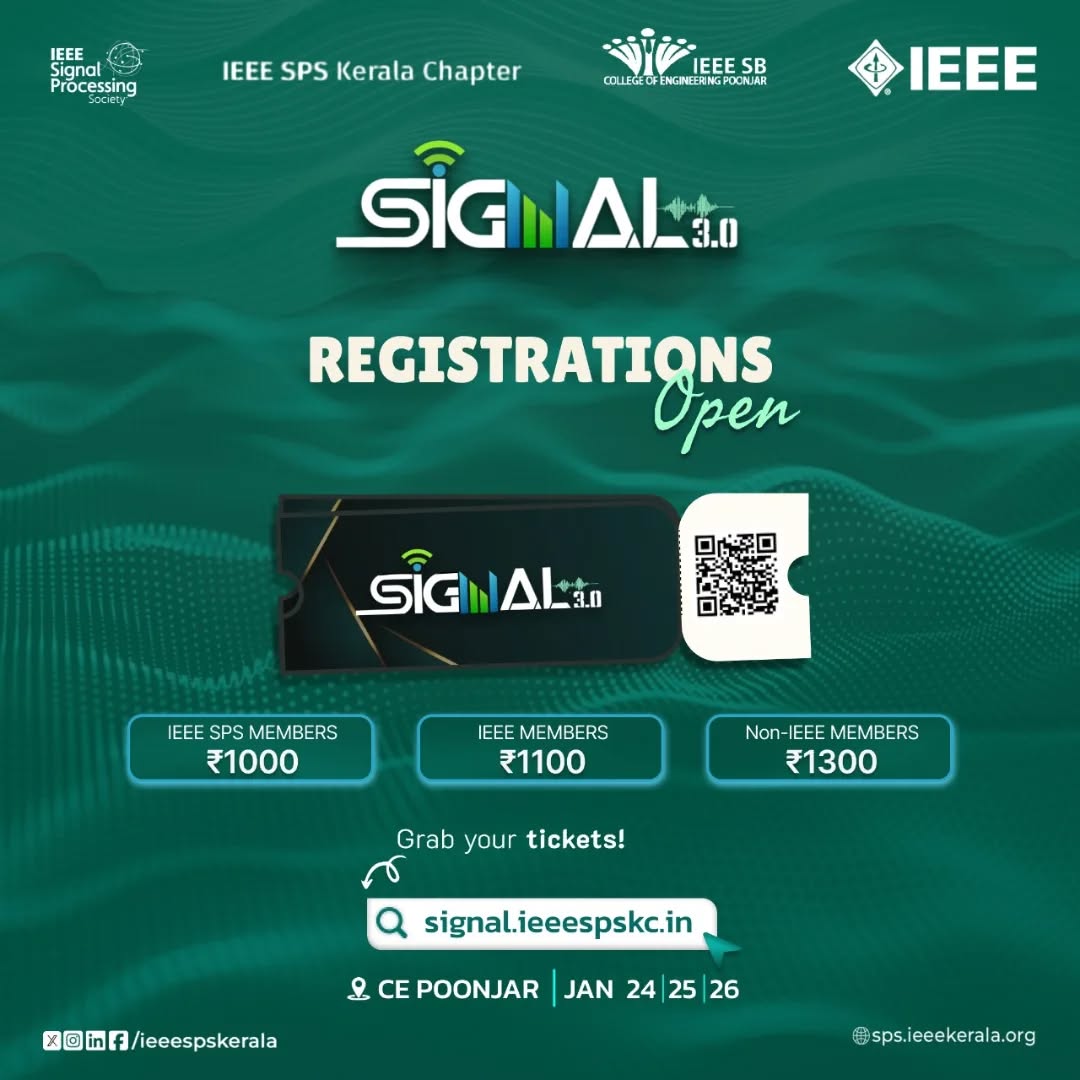 IEEE
Signal
Processing
Society
IEEE SPS Kerala Chapter
IEEE SB
COLLEGE OF ENGINEERING POONJAR
IEEE
SIGNAL 3.0
REGISTRATIONS
Open
SIGNAL 3.0
IEEE SPS MEMBERS
₹1000
IEEE MEMBERS
₹1100
Non-IEEE MEMBERS
₹1300
Grab your tickets!
signal.ieeespskc.in
CE POONJAR | JAN 24|25|26
/ieeespskerala
sps.ieeekerala.org